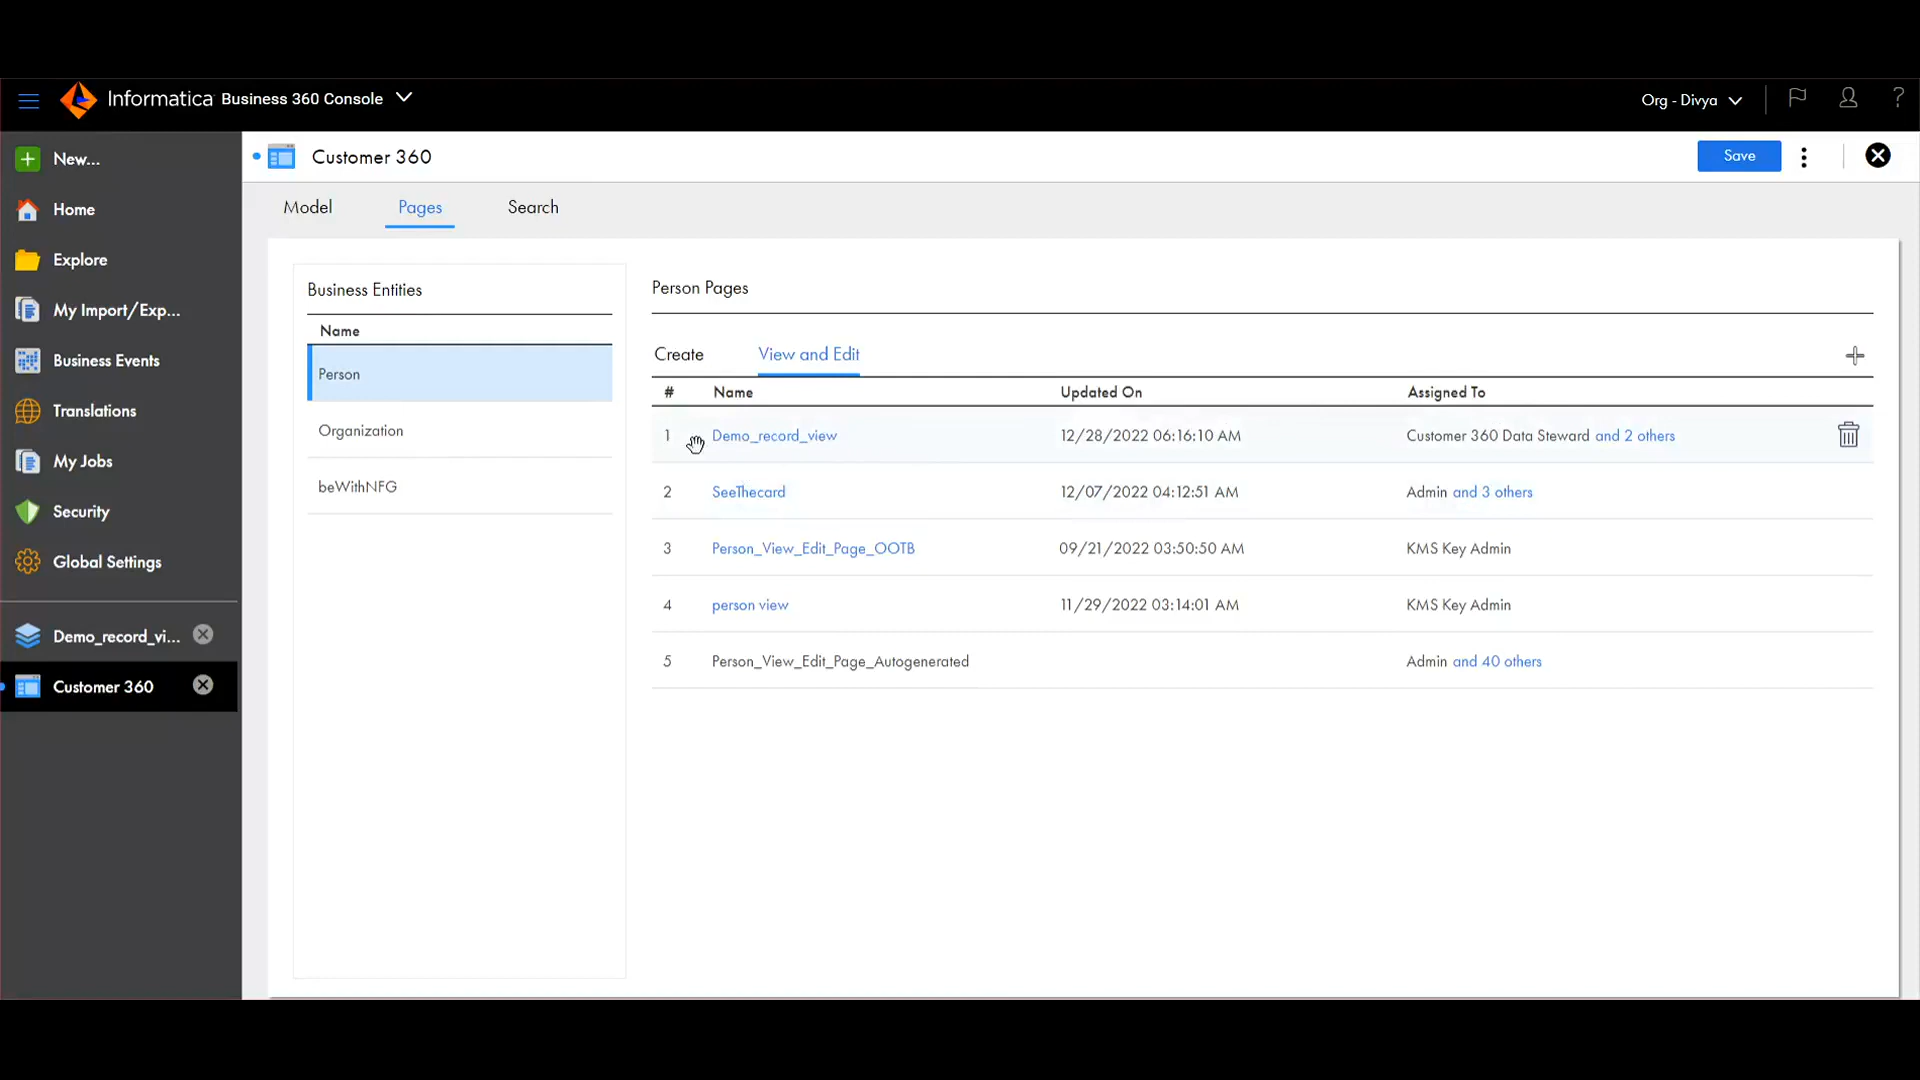 Informatica Business 360 Console
Org - Divya
?
New...
Home
Explore
My Import/Exp...
Business Events
Translations
My Jobs
Security
Global Settings
Demo_record_vi...
Customer 360
Customer 360
Save
Model Pages Search
Business Entities
Name
Person
Organization
beWithNFG
Person Pages
Create View and Edit
# Name Updated On Assigned To
1 Demo_record_view 12/28/2022 06:16:10 AM Customer 360 Data Steward and 2 others
2 SeeThecard 12/07/2022 04:12:51 AM Admin and 3 others
3 Person_View_Edit_Page_OOTB 09/21/2022 03:50:50 AM KMS Key Admin
4 person view 11/29/2022 03:14:01 AM KMS Key Admin
5 Person_View_Edit_Page_Autogenerated Admin and 40 others